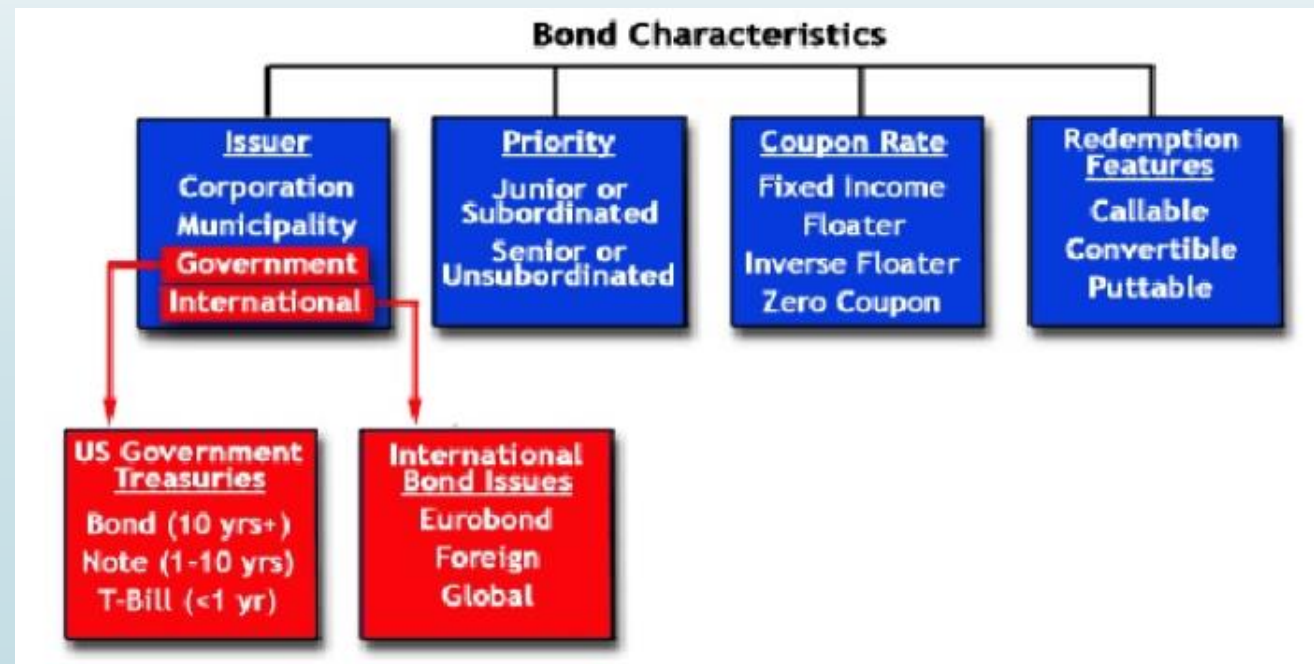 Bond Characteristics
Issuer
Corporation
Municipality
Government
International
Priority
Junior or
Subordinated
Senior or
Unsubordinated
Coupon Rate
Fixed Income
Floater
Inverse Floater
Zero Coupon
Redemption
Features
Callable
Convertible
Puttable
US Government
Treasuries
Bond (10 yrs+)
Note (1-10 yrs)
T-Bill (<1 yr)
International
Bond Issues
Eurobond
Foreign
Global